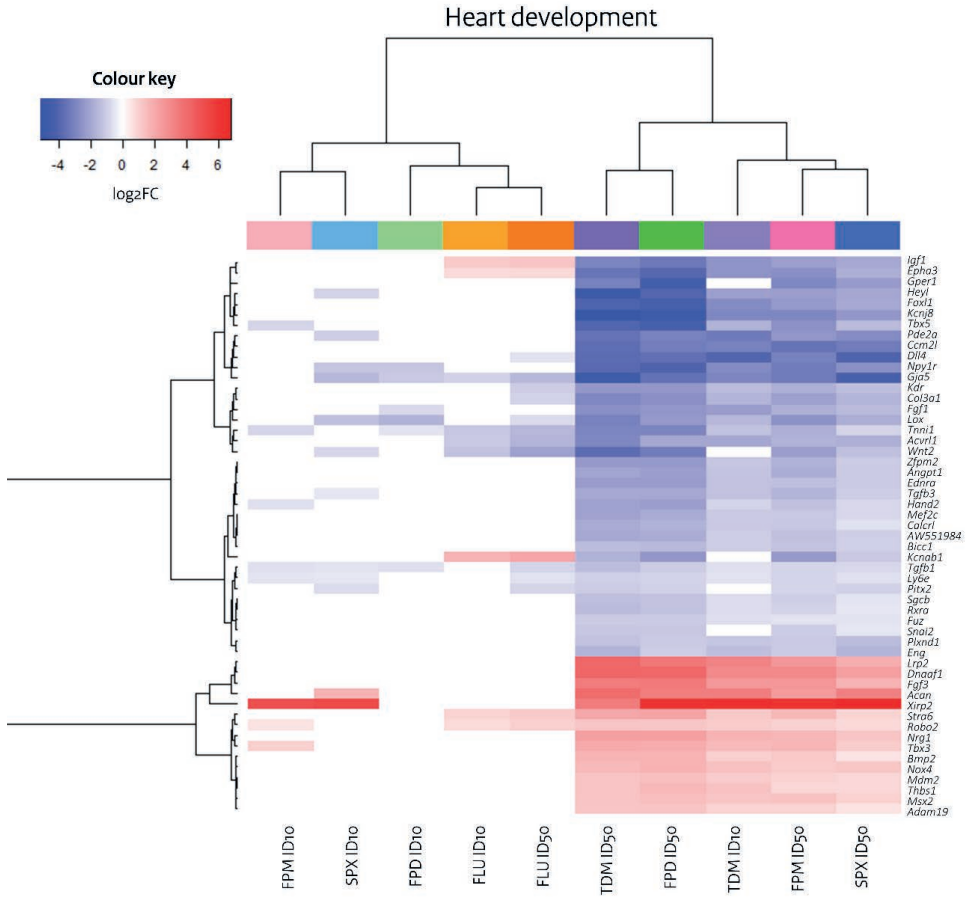 Heart development
Colour key
-4 -2 0 2 4 6
log2FC
Igf1
Epha3
Gper1
Heyl
Foxl1
Kcnj8
Tbx5
Pde2a
Ccm2l
Dll4
Npy1r
Gja5
Kdr
Col3a1
Fgf1
Lox
Tnni1
Acvrl1
Wnt2
Zfpm2
Angpt1
Ednra
Tgfb3
Hand2
Mef2c
Calcrl
AW551984
Bicc1
Kcnab1
Tgfb1
Ly6e
Pitx2
Sgcb
Rxra
Fuz
Snai2
Plxnd1
Eng
Lrp2
Dnaaf1
Fgf3
Acan
Xirp2
Stra6
Robo2
Nrg1
Tbx3
Bmp2
Nox4
Mdm2
Thbs1
Msx2
Adam19
FPM ID10
SPX ID10
FPD ID10
FLU ID10
FLU ID50
TDM ID50
FPD ID50
TDM ID10
FPM ID50
SPX ID50